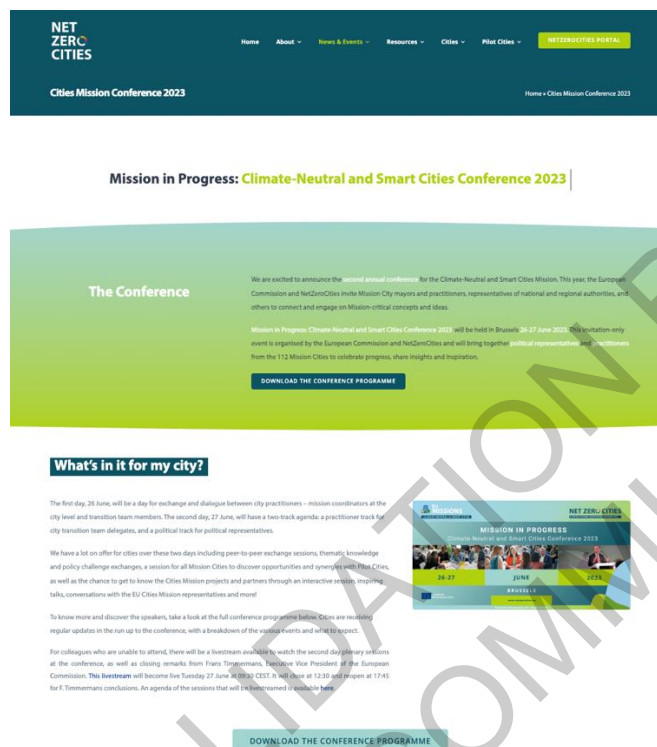 NET
ZERO
CITIES
Home About News & Events Resources Cities Pilot Cities NETZEROCITIES PORTAL
Cities Mission Conference 2023
Home » Cities Mission Conference 2023
Mission in Progress: Climate-Neutral and Smart Cities Conference 2023
The Conference
We are excited to announce the second annual conference for the Climate-Neutral and Smart Cities Mission. This year, the European
Commission and NetZeroCities invite Mission City mayors and practitioners, representatives of national and regional authorities, and
others to connect and engage on Mission-critical concepts and ideas.
Mission in Progress: Climate-Neutral and Smart Cities Conference 2023 will be held in Brussels 26-27 June 2023. This invitation-only
event is organised by the European Commission and NetZeroCities and will bring together political representatives and practitioners
from the 112 Mission Cities to celebrate progress, share insights and inspiration.
DOWNLOAD THE CONFERENCE PROGRAMME
What's in it for my city?
The first day, 26 June, will be a day for exchange and dialogue between city practitioners – mission coordinators at the
city level and transition team members. The second day, 27 June, will have a two-track agenda: a practitioner track for
city transition team delegates, and a political track for political representatives.
We have a lot on offer for cities over these two days including peer-to-peer exchange sessions, thematic knowledge
and policy challenge exchanges, a session for all Mission Cities to discover opportunities and synergies with Pilot Cities,
as well as the chance to get to know the Cities Mission projects and partners through an interactive session, inspiring
talks, conversations with the EU Cities Mission representatives and more!
To know more and discover the speakers, take a look at the full conference programme below. Cities are receiving
regular updates in the run up to the conference, with a breakdown of the various events and what to expect.
For colleagues who are unable to attend, there will be a livestream available to watch the second day plenary sessions
at the conference, as well as closing remarks from Frans Timmermans, Executive Vice President of the European
Commission. This livestream will become live Tuesday 27 June at 09:30 CEST. It will close at 12:30 and reopen at 17:45
for F. Timmermans conclusions. An agenda of the sessions that will be livestreamed is available here.
MISSIONS
NET ZERO CITIES
MISSION IN PROGRESS
Climate-Neutral and Smart Cities Conference 2023
26-27 JUNE 2023
BRUSSELS
DOWNLOAD THE CONFERENCE PROGRAMME